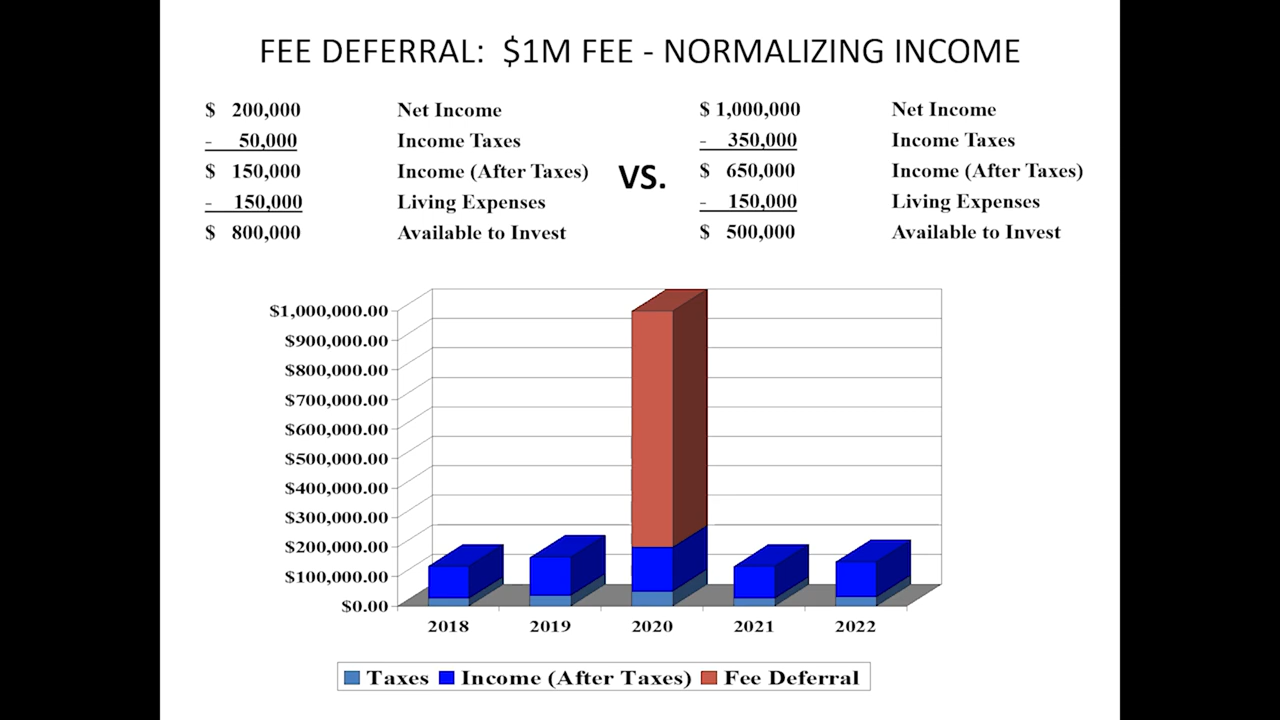 FEE DEFERRAL: $1M FEE - NORMALIZING INCOME
$ 200,000 Net Income
- 50,000 Income Taxes
$ 150,000 Income (After Taxes)
- 150,000 Living Expenses
$ 800,000 Available to Invest
VS.
$ 1,000,000 Net Income
- 350,000 Income Taxes
$ 650,000 Income (After Taxes)
- 150,000 Living Expenses
$ 500,000 Available to Invest
$1,000,000.00
$900,000.00
$800,000.00
$700,000.00
$600,000.00
$500,000.00
$400,000.00
$300,000.00
$200,000.00
$100,000.00
$0.00
2018 2019 2020 2021 2022
Taxes Income (After Taxes) Fee Deferral